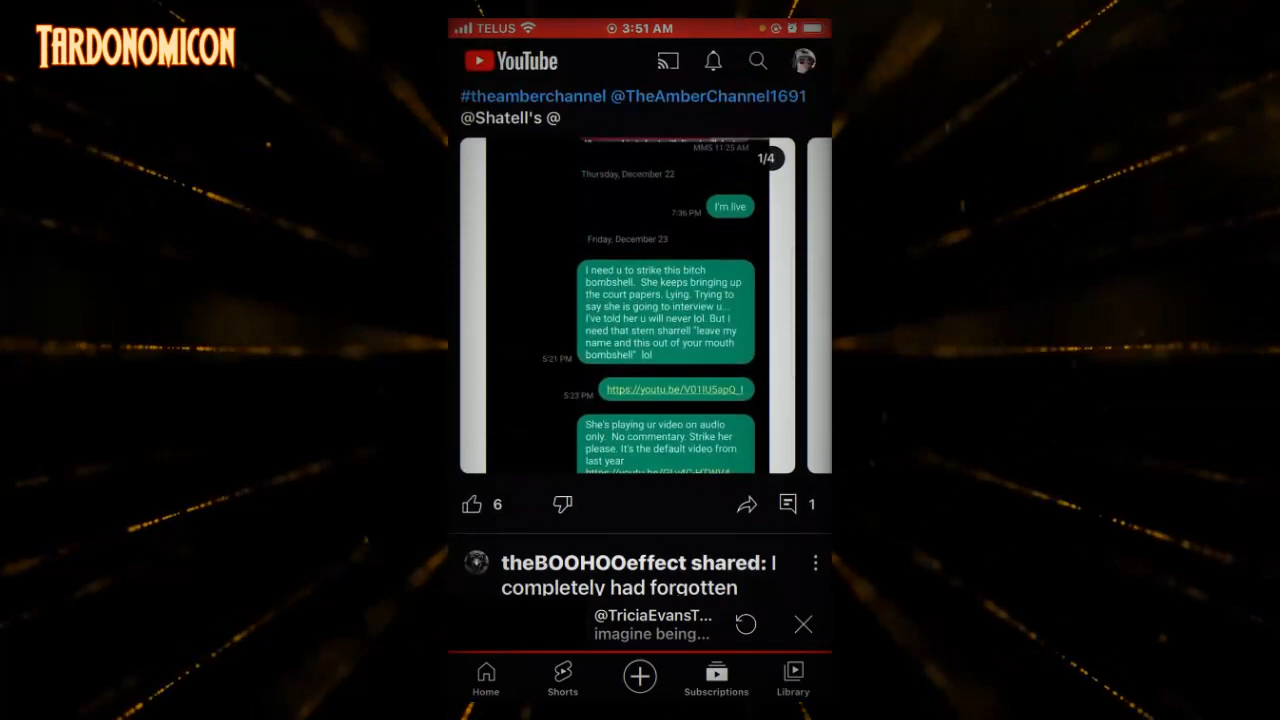 TARDONOMICON
TELUS
3:51 AM
YouTube
#theamberchannel @TheAmberChannel1691
@Shatell's @
MMS 11:25 AM
1/4
Thursday, December 22
I'm live
7:36 PM
Friday, December 23
I need u to strike this bitch
bombshell. She keeps bringing up
the court papers. Lying. Trying to
say she is going to interview u...
I've told her u will never lol. But I
need that stern sharrell "leave my
name and this out of your mouth
bombshell" lol
5:21 PM
5:23 PM
She's playing ur video on audio
only. No commentary. Strike her
please. It's the default video from
last year
6
1
theBOOHOOeffect shared: I
completely had forgotten
@TriciaEvansT...
imagine being...
Home
Shorts
Subscriptions
Library